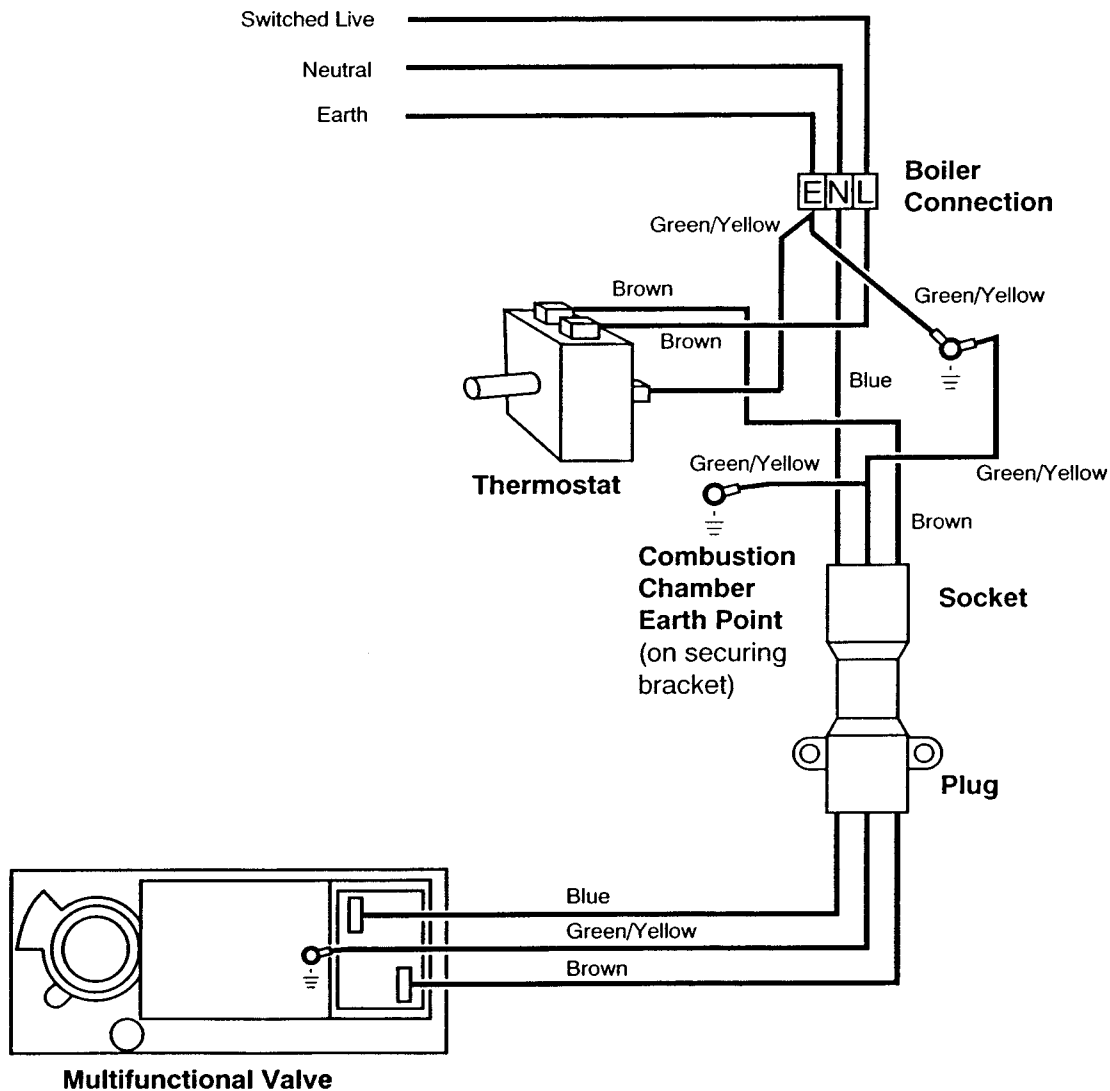 Switched Live
Neutral
Earth
E N L
Boiler
Connection
Green/Yellow
Brown
Green/Yellow
Brown
Blue
Thermostat
Green/Yellow
Green/Yellow
Brown
Combustion
Chamber
Earth Point
(on securing
bracket)
Socket
Plug
Blue
Green/Yellow
Brown
Multifunctional Valve